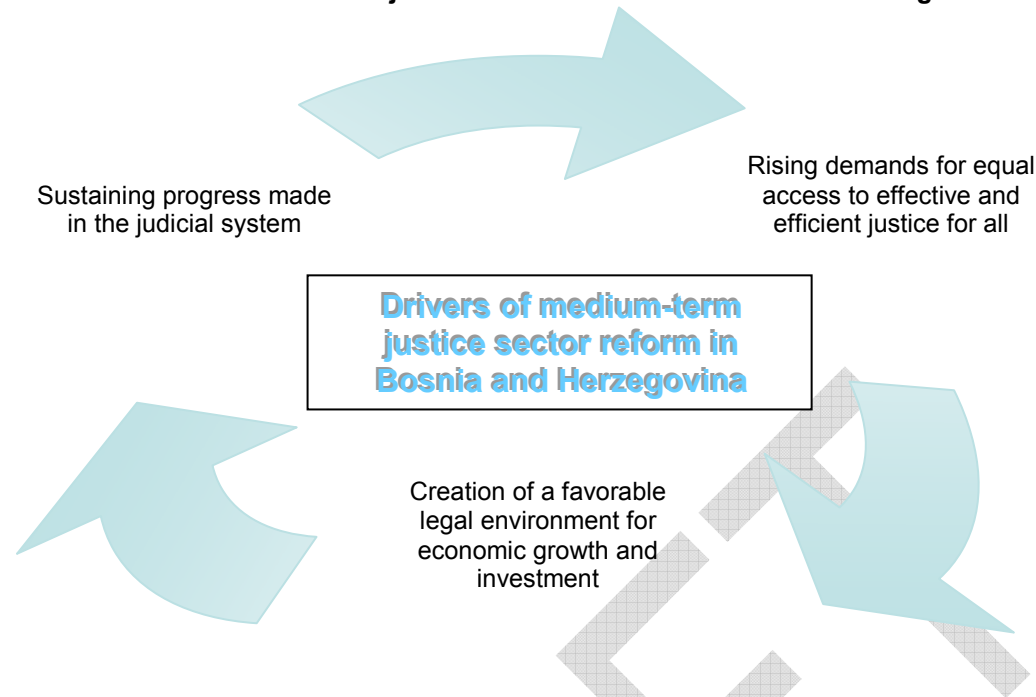 Sustaining progress made
in the judicial system
Rising demands for equal
access to effective and
efficient justice for all
Drivers of medium-term
justice sector reform in
Bosnia and Herzegovina
Creation of a favorable
legal environment for
economic growth and
investment